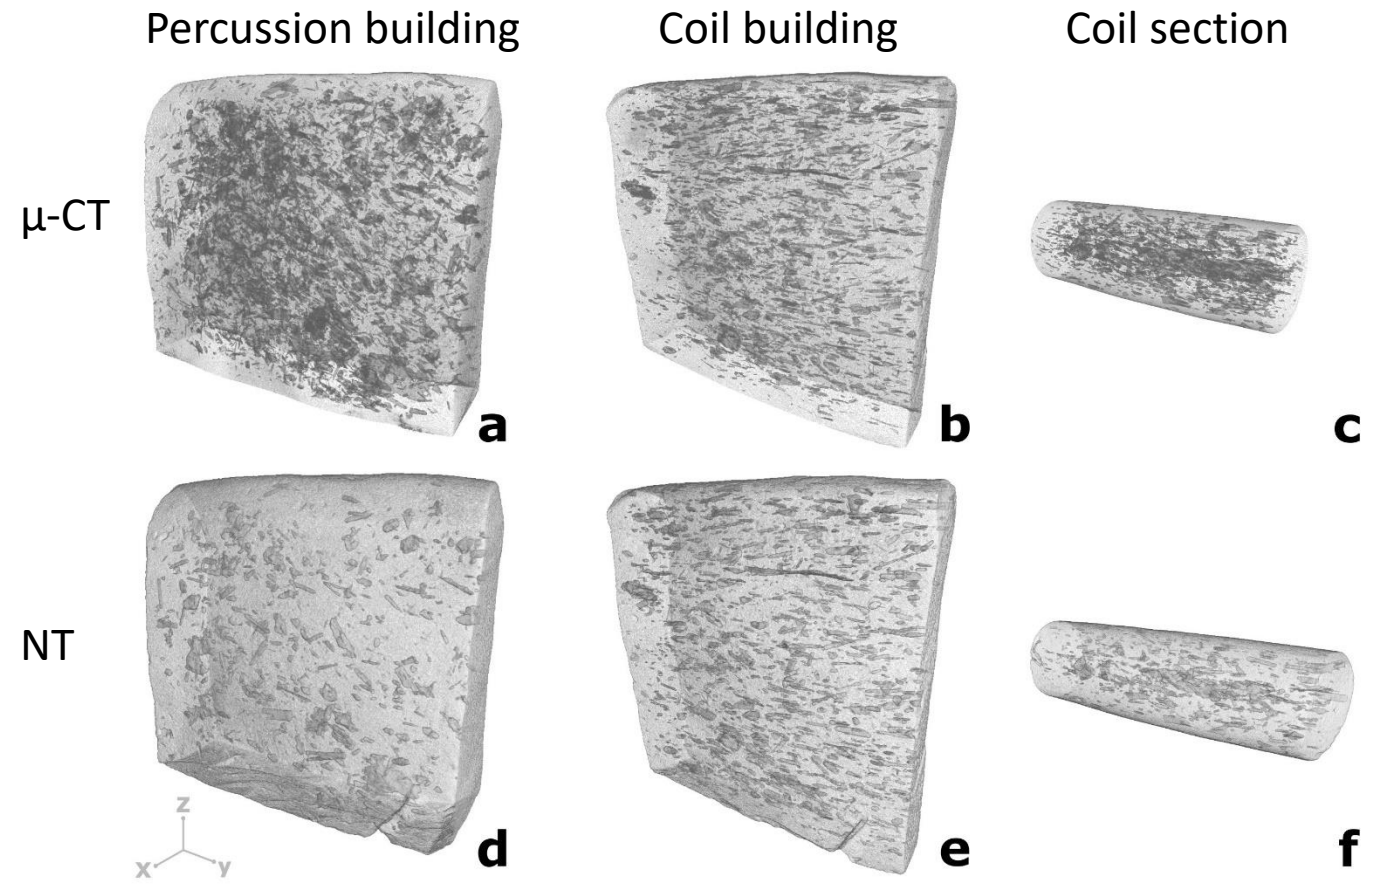 Percussion building Coil building Coil section
μ-CT
a b c
NT
z
x y
d e f